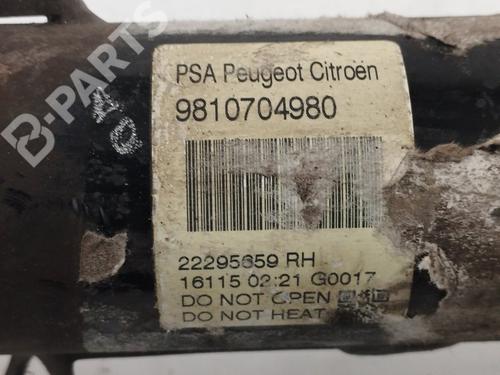 B-PARTS
PSA Peugeot Citroën
9810704980
22295659 RH
16115 02:21 G0017
DO NOT OPEN
DO NOT HEAT